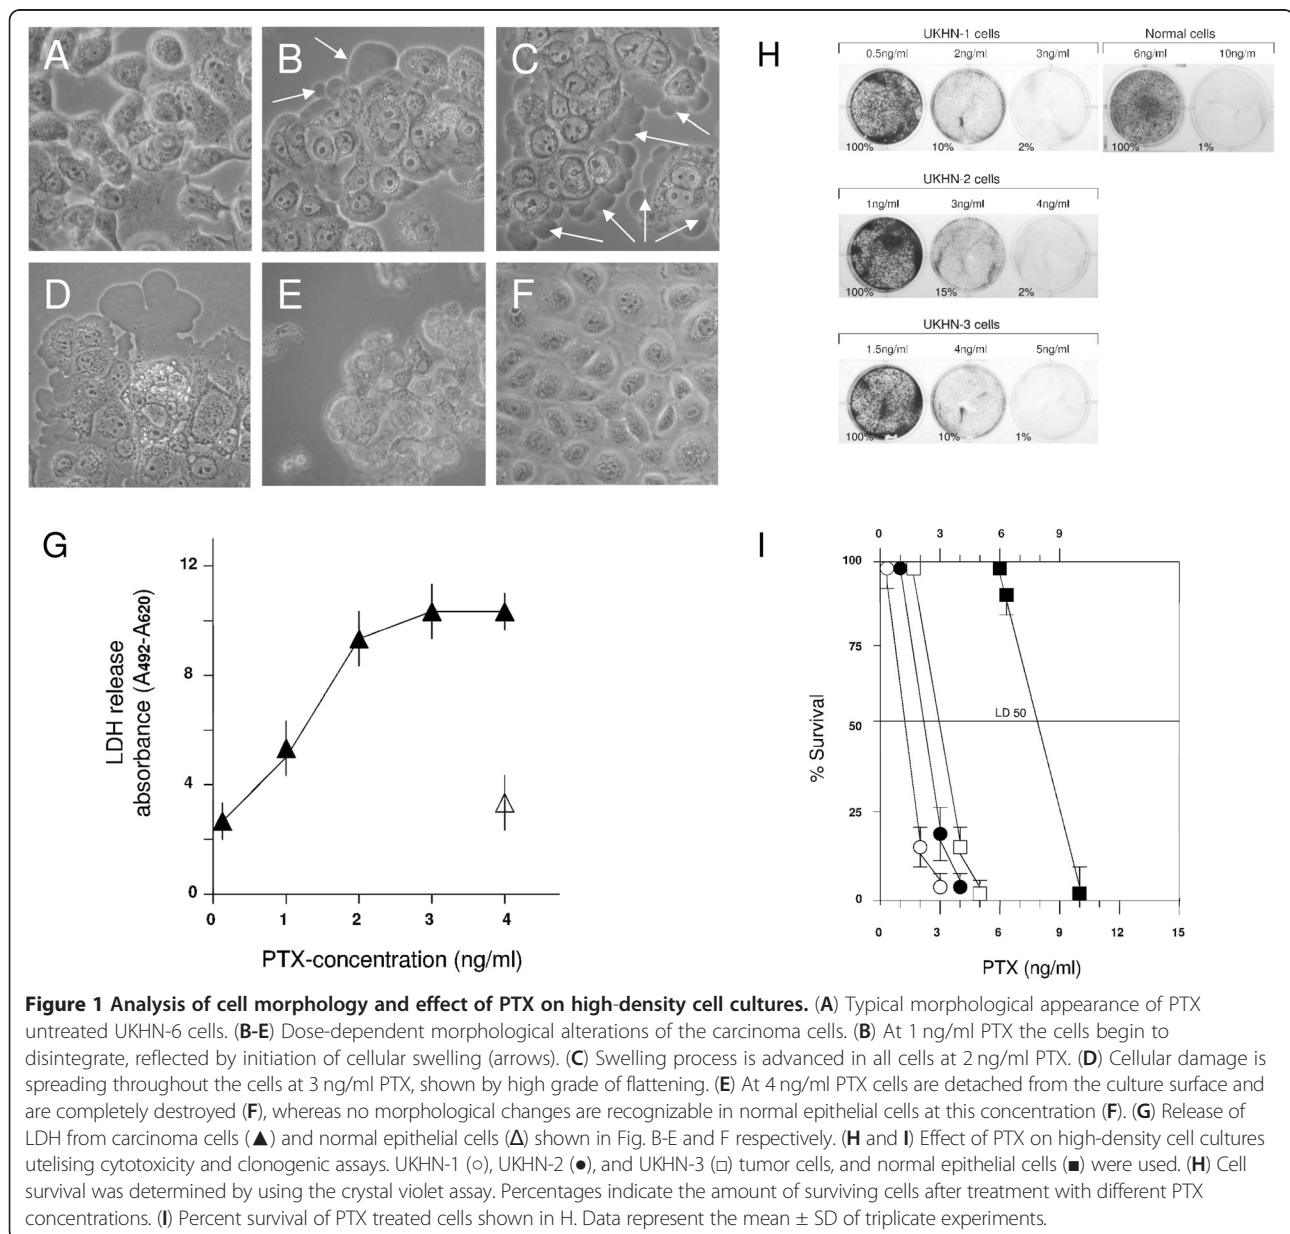 A
B
C
D
E
F
H
UKHN-1 cells
Normal cells
0.5ng/ml
2ng/ml
3ng/ml
6ng/ml
10ng/m
100%
10%
2%
100%
1%
UKHN-2 cells
1ng/ml
3ng/ml
4ng/ml
100%
15%
2%
UKHN-3 cells
1.5ng/ml
4ng/ml
5ng/ml
100%
10%
1%
G
LDH release
absorbance (A492-A620)
12
8
4
0
0 1 2 3 4
PTX-concentration (ng/ml)
I
0 3 6 9
100
75
50
25
0
% Survival
LD 50
0 3 6 9 12 15
PTX (ng/ml)
Figure 1 Analysis of cell morphology and effect of PTX on high-density cell cultures. (A) Typical morphological appearance of PTX
untreated UKHN-6 cells. (B-E) Dose-dependent morphological alterations of the carcinoma cells. (B) At 1 ng/ml PTX the cells begin to
disintegrate, reflected by initiation of cellular swelling (arrows). (C) Swelling process is advanced in all cells at 2 ng/ml PTX. (D) Cellular damage is
spreading throughout the cells at 3 ng/ml PTX, shown by high grade of flattening. (E) At 4 ng/ml PTX cells are detached from the culture surface and
are completely destroyed (F), whereas no morphological changes are recognizable in normal epithelial cells at this concentration (F). (G) Release of
LDH from carcinoma cells (▲) and normal epithelial cells (Δ) shown in Fig. B-E and F respectively. (H and I) Effect of PTX on high-density cell cultures
utelising cytotoxicity and clonogenic assays. UKHN-1 (○), UKHN-2 (●), and UKHN-3 (□) tumor cells, and normal epithelial cells (■) were used. (H) Cell
survival was determined by using the crystal violet assay. Percentages indicate the amount of surviving cells after treatment with different PTX
concentrations. (I) Percent survival of PTX treated cells shown in H. Data represent the mean ± SD of triplicate experiments.